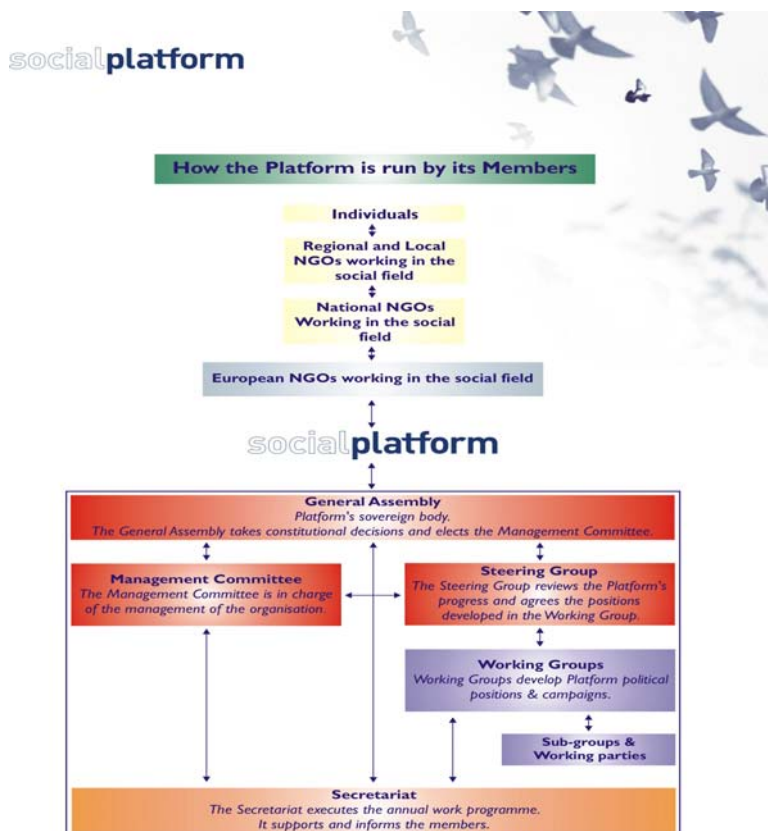 socialplatform
How the Platform is run by its Members
Individuals
Regional and Local
NGOs working in the
social field
National NGOs
Working in the social
field
European NGOs working in the social field
socialplatform
General Assembly
Platform's sovereign body.
The General Assembly takes constitutional decisions and elects the Management Committee.
Management Committee
The Management Committee is in charge
of the management of the organisation.
Steering Group
The Steering Group reviews the Platform's
progress and agrees the positions
developed in the Working Group.
Working Groups
Working Groups develop Platform political
positions & campaigns.
Sub-groups &
Working parties
Secretariat
The Secretariat executes the annual work programme.
It supports and informs the members.